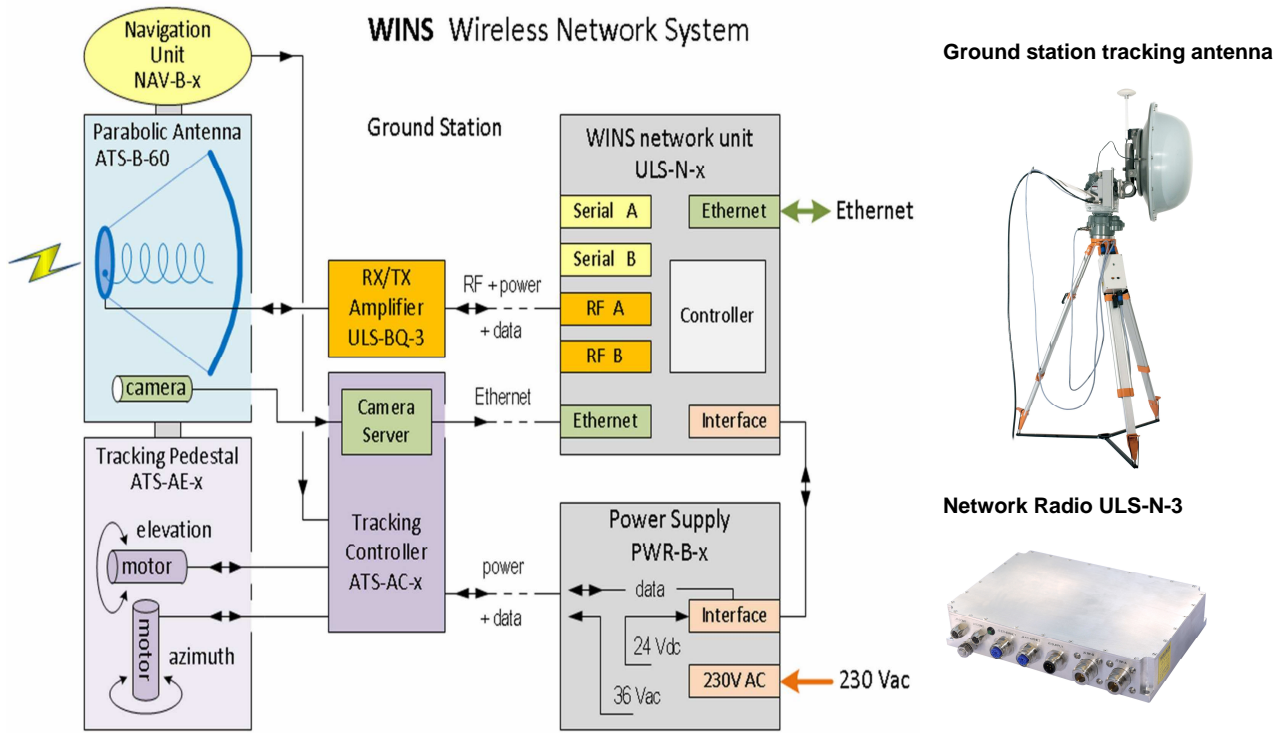 WINS Wireless Network System
Navigation
Unit
NAV-B-x
Parabolic Antenna
ATS-B-60
camera
Tracking Pedestal
ATS-AE-x
elevation
motor
motor
azimuth
Ground Station
RX/TX
Amplifier
ULS-BQ-3
RF + power
+ data
Camera
Server
Ethernet
Tracking
Controller
ATS-AC-x
power
+ data
WINS network unit
ULS-N-x
Serial A
Ethernet
Ethernet
Serial B
RF A
Controller
RF B
Ethernet
Interface
Power Supply
PWR-B-x
data
Interface
24 Vdc
230V AC
230 Vac
36 Vac
Ground station tracking antenna
Network Radio ULS-N-3